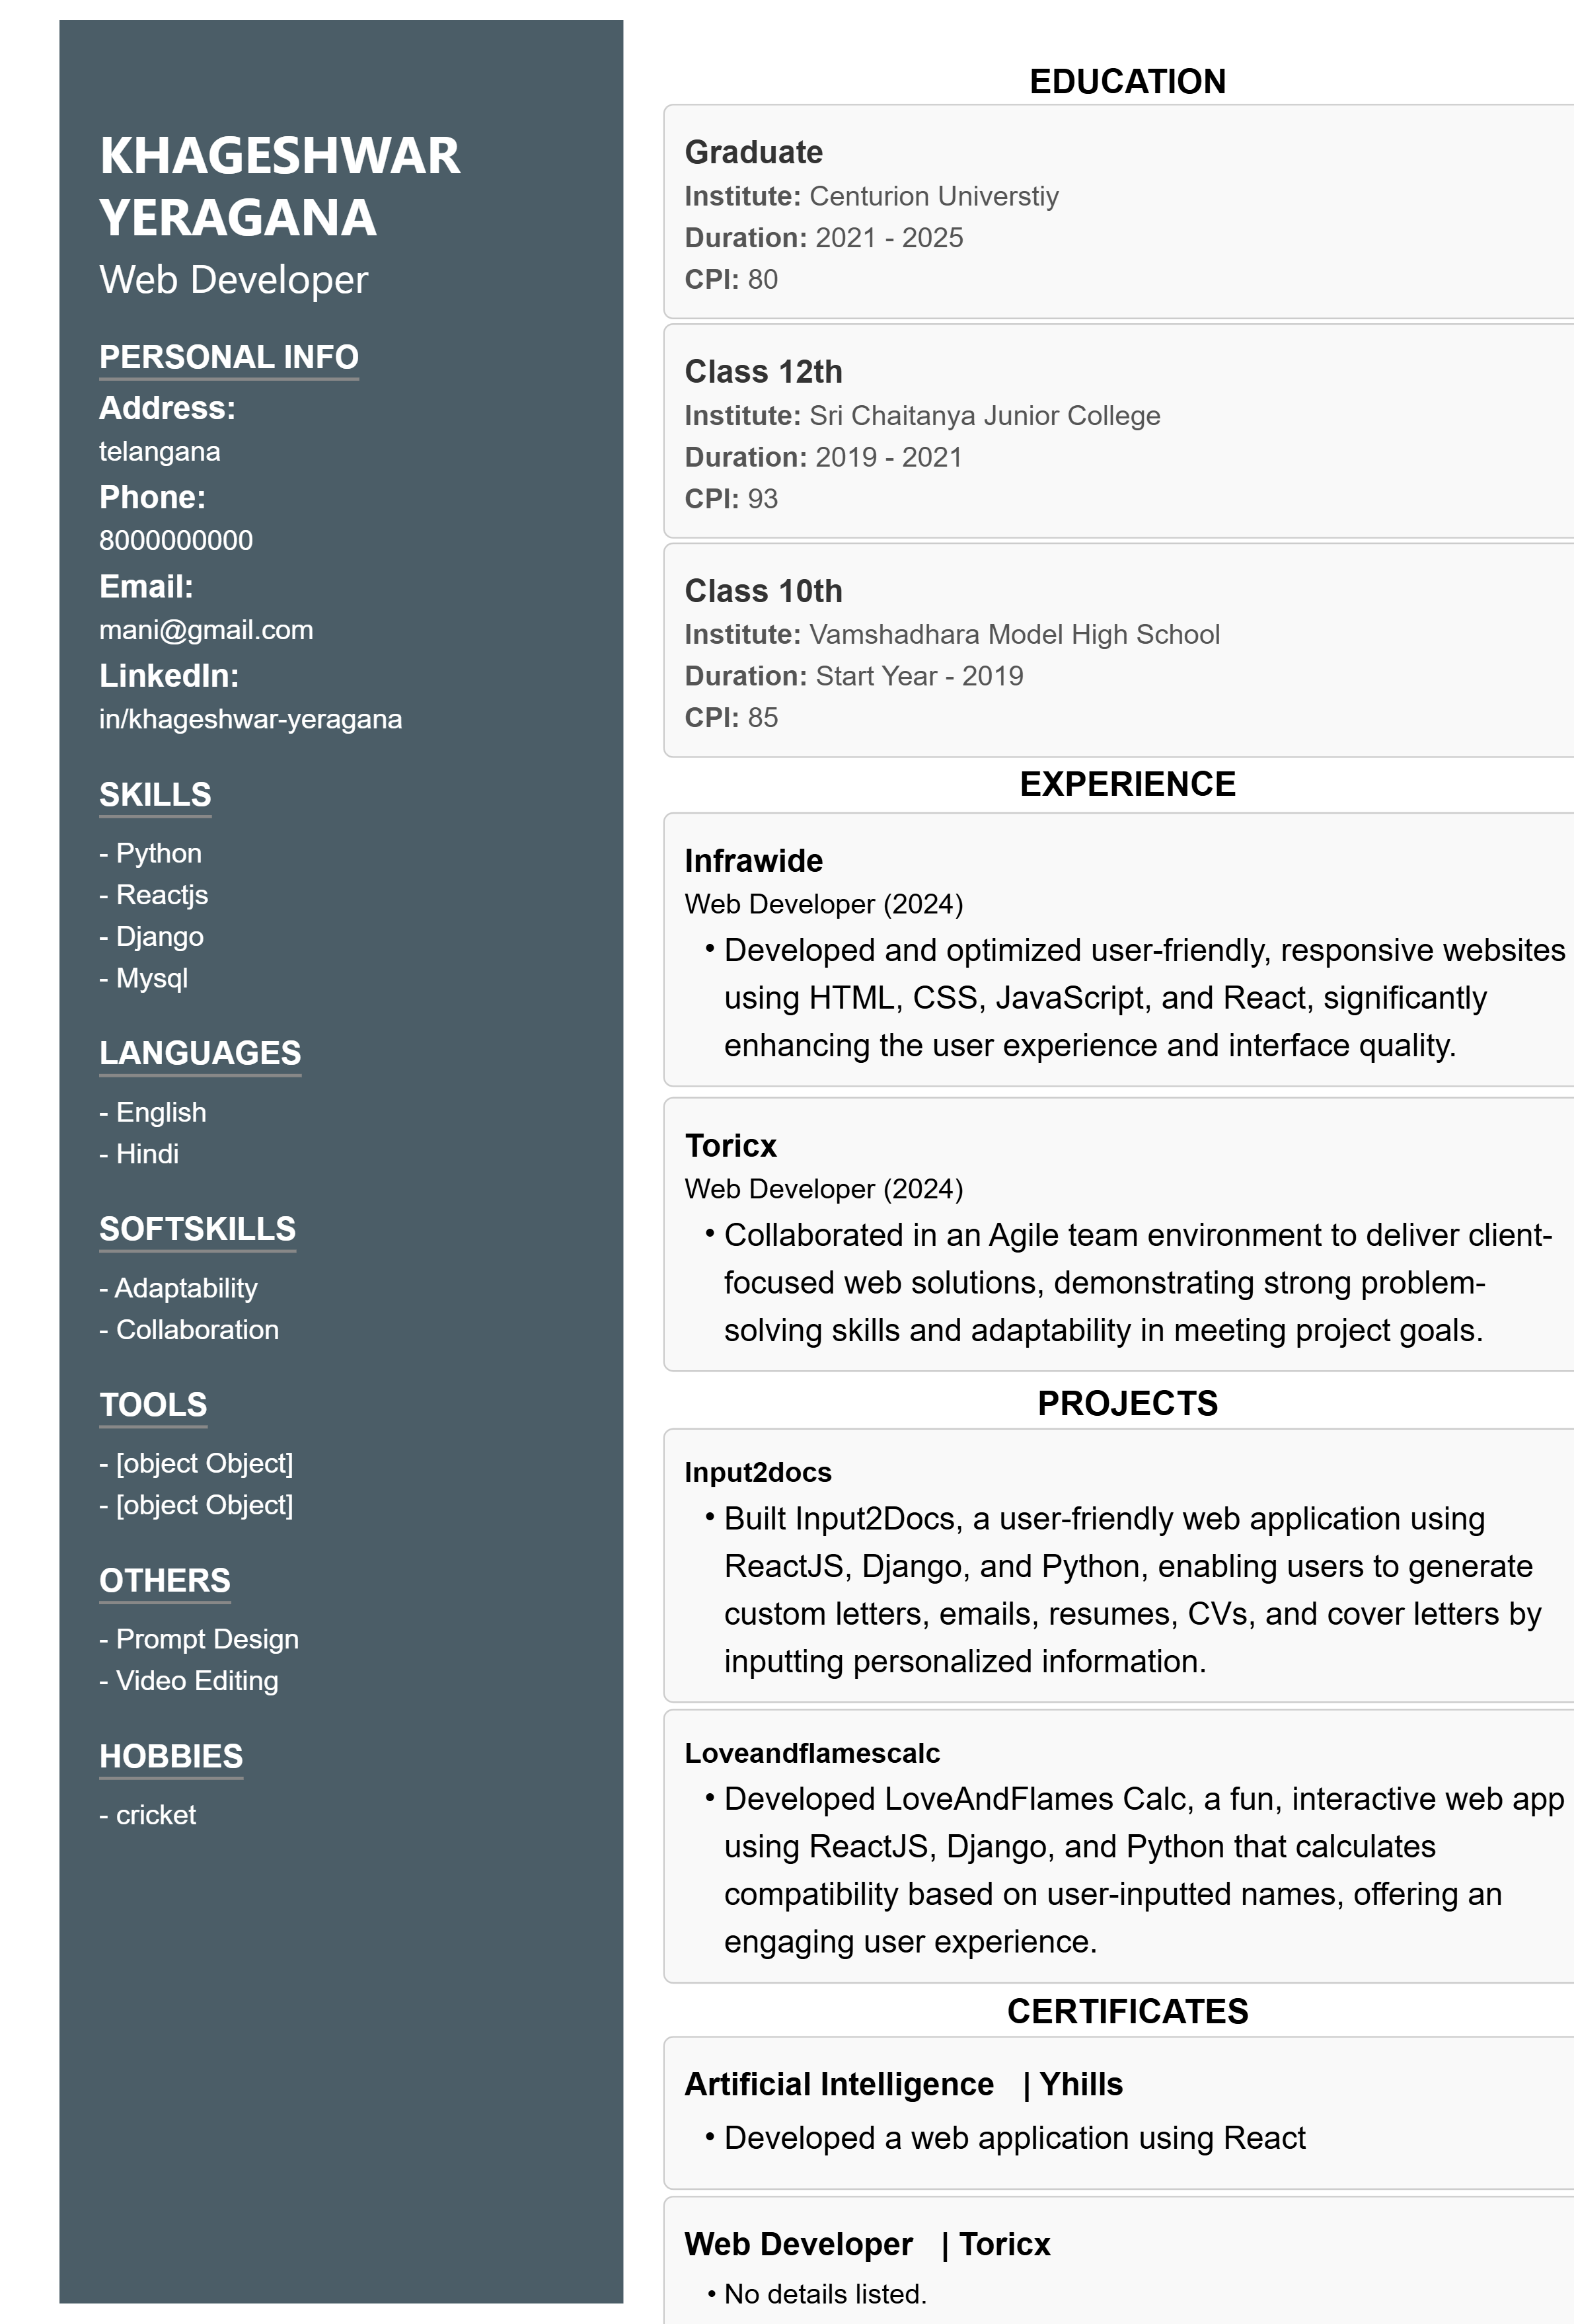 KHAGESHWAR
YERAGANA
Web Developer
PERSONAL INFO
Address:
telangana
Phone:
8000000000
Email:
mani@gmail.com
LinkedIn:
in/khageshwar-yeragana
SKILLS
- Python
- Reactjs
- Django
- Mysql
LANGUAGES
- English
- Hindi
SOFTSKILLS
- Adaptability
- Collaboration
TOOLS
- [object Object]
- [object Object]
OTHERS
- Prompt Design
- Video Editing
HOBBIES
- cricket
EDUCATION
Graduate
Institute: Centurion Universtiy
Duration: 2021 - 2025
CPI: 80
Class 12th
Institute: Sri Chaitanya Junior College
Duration: 2019 - 2021
CPI: 93
Class 10th
Institute: Vamshadhara Model High School
Duration: Start Year - 2019
CPI: 85
EXPERIENCE
Infrawide
Web Developer (2024)
• Developed and optimized user-friendly, responsive websites
using HTML, CSS, JavaScript, and React, significantly
enhancing the user experience and interface quality.
Toricx
Web Developer (2024)
• Collaborated in an Agile team environment to deliver client-
focused web solutions, demonstrating strong problem-
solving skills and adaptability in meeting project goals.
PROJECTS
Input2docs
• Built Input2Docs, a user-friendly web application using
ReactJS, Django, and Python, enabling users to generate
custom letters, emails, resumes, CVs, and cover letters by
inputting personalized information.
Loveandflamescalc
• Developed LoveAndFlames Calc, a fun, interactive web app
using ReactJS, Django, and Python that calculates
compatibility based on user-inputted names, offering an
engaging user experience.
CERTIFICATES
Artificial Intelligence | Yhills
• Developed a web application using React
Web Developer | Toricx
• No details listed.